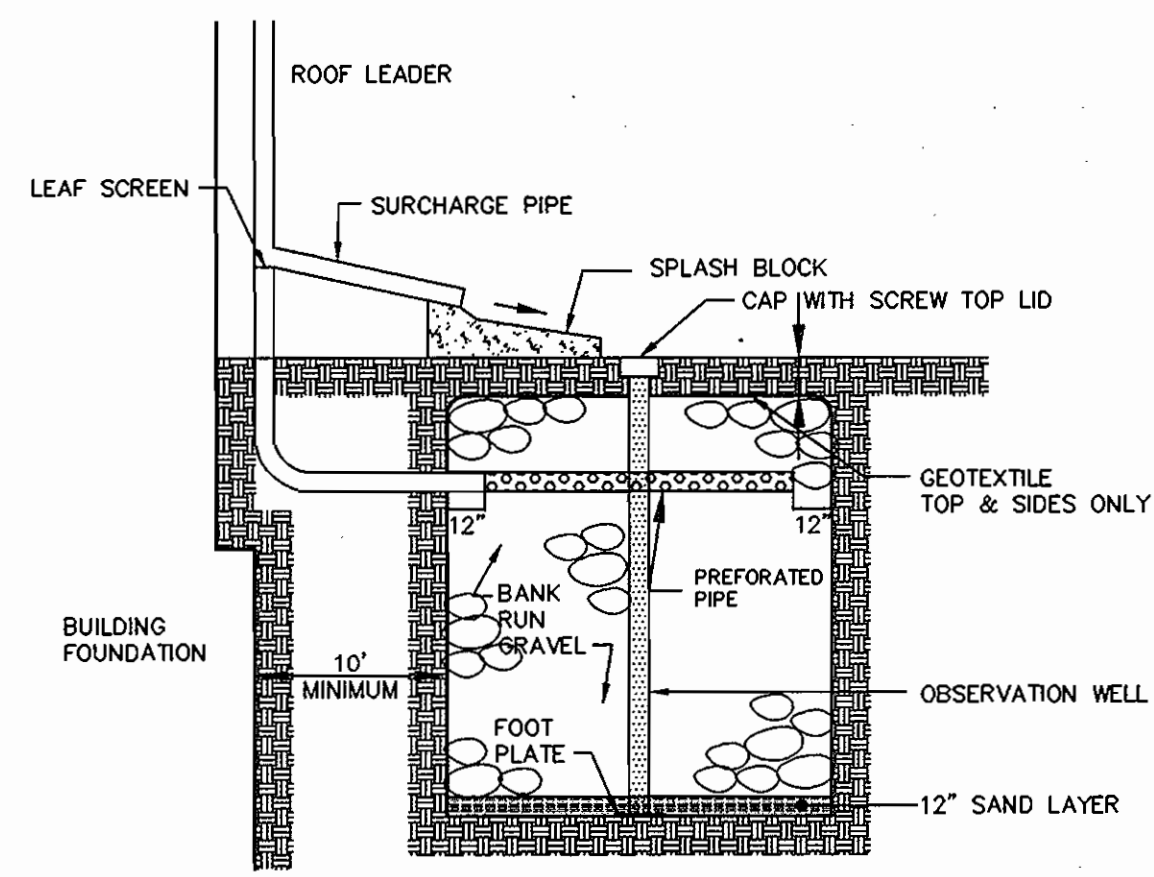 ROOF LEADER
LEAF SCREEN
SURCHARGE PIPE
SPLASH BLOCK
CAP WITH SCREW TOP LID
GEOTEXTILE
TOP & SIDES ONLY
12"
12"
PREFORATED
PIPE
BANK
RUN
GRAVEL
BUILDING
FOUNDATION
10'
MINIMUM
OBSERVATION WELL
FOOT
PLATE
12" SAND LAYER